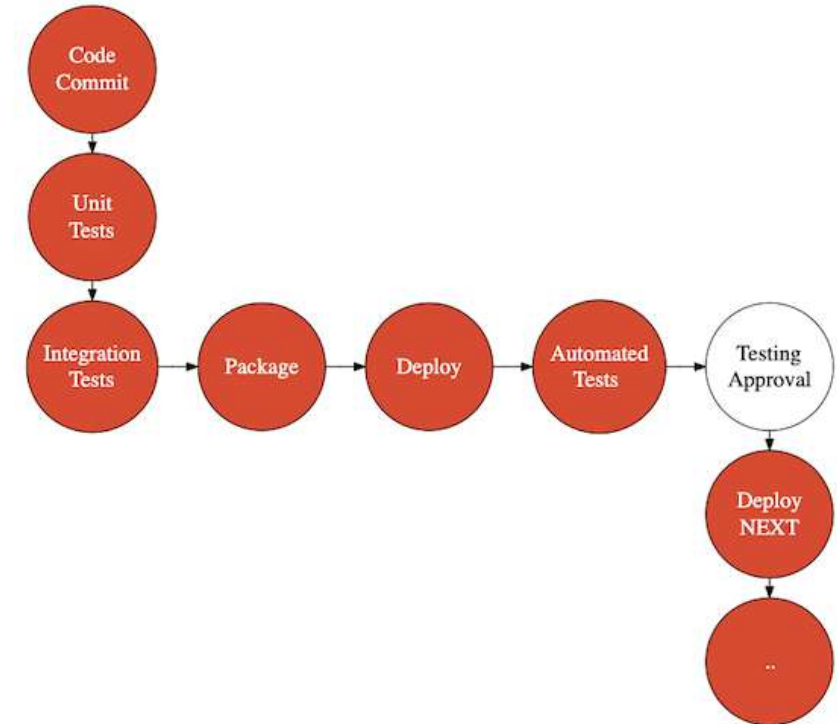 Code
Commit
Unit
Tests
Integration
Tests
Package
Deploy
Automated
Tests
Testing
Approval
Deploy
NEXT
..